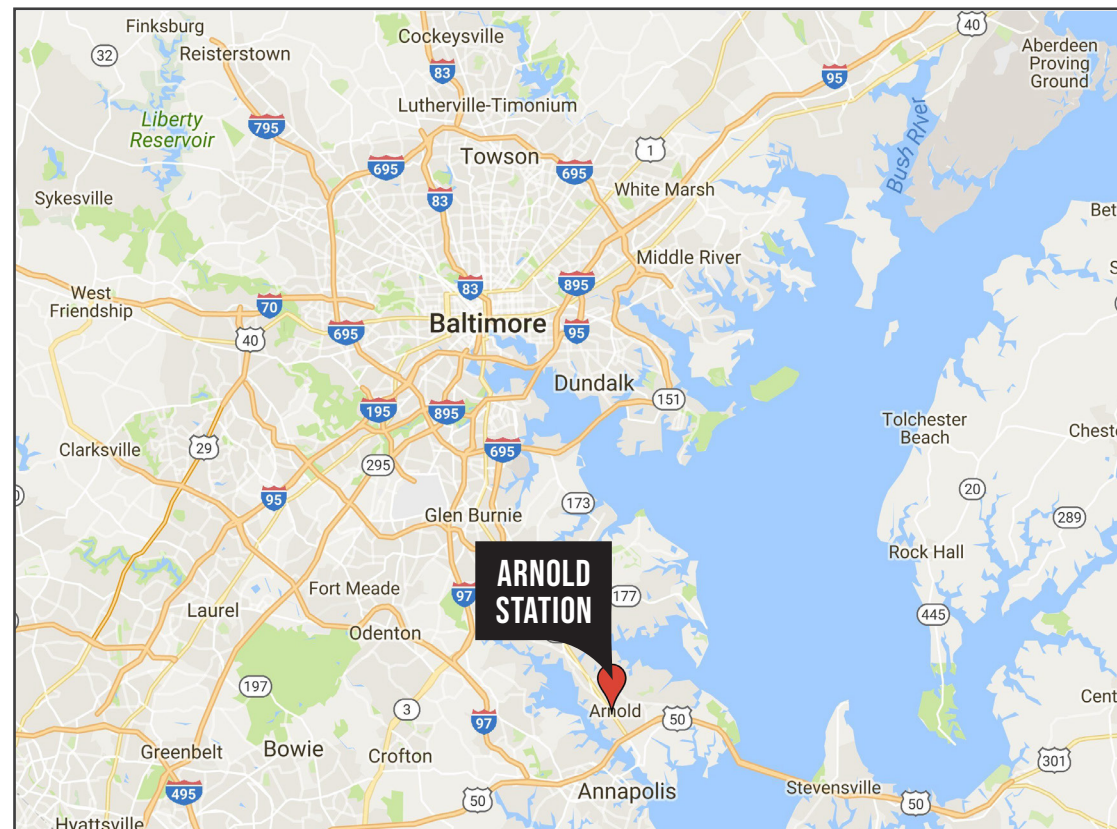 Finksburg
40
Cockeysville
Aberdeen
Proving
Ground
32
Reisterstown
83
95
Lutherville-Timonium
Liberty
Reservoir
795
1
Towson
695
695
Bush River
White Marsh
83
Sykesville
Bet
Middle River
895
83
West
Friendship
70
Baltimore
695
95
40
Dundalk
151
195
895
Tolchester
Beach
Chest
29
Clarksville
695
295
20
95
173
289
Glen Burnie
Rock Hall
ARNOLD
STATION
Fort Meade
97
177
Laurel
445
Odenton
197
Cent
3
Arnold
50
97
Greenbelt
Bowie
Crofton
301
495
Annapolis
Stevensville
50
50
Hyattsville